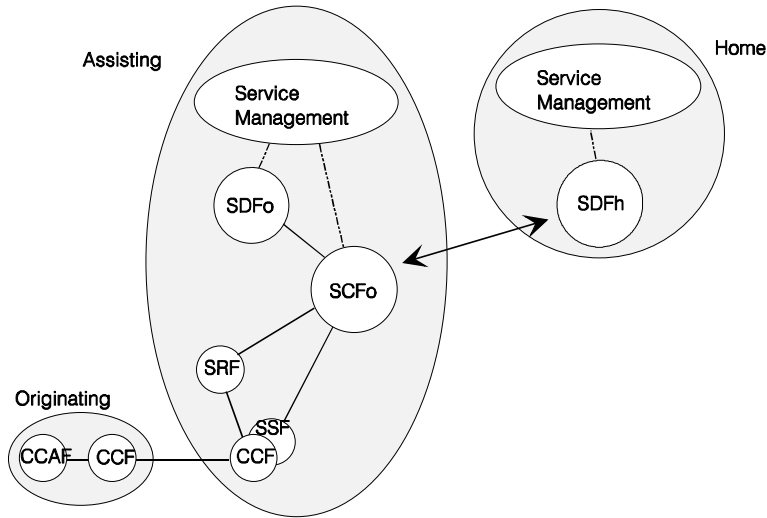 Assisting
Home
Service
Management
Service
Management
SDFo
SDFh
SCFo
SRF
Originating
SSF
CCAF
CCF
CCF